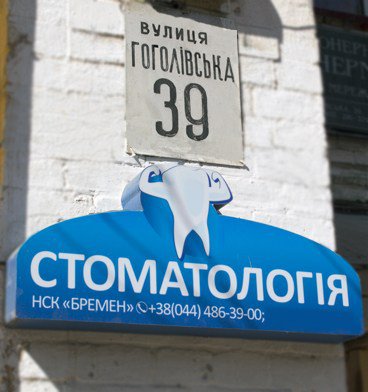 ВУЛИЦЯ
ГОГОЛІВСЬКА
39
СТОМАТОЛОГІЯ
НСК «БРЕМЕН» +38(044) 486-39-00;